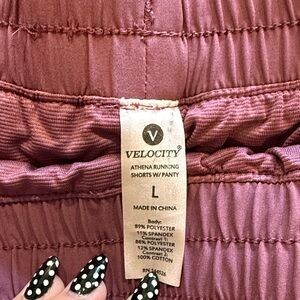 V
VELOCITY®
ATHENA RUNNING
SHORTS W/ PANTY
L
MADE IN CHINA
Body:
89% POLYESTER
11% SPANDEX
Contrast 1:
88% POLYESTER
12% SPANDEX
Contrast 2:
100% COTTON